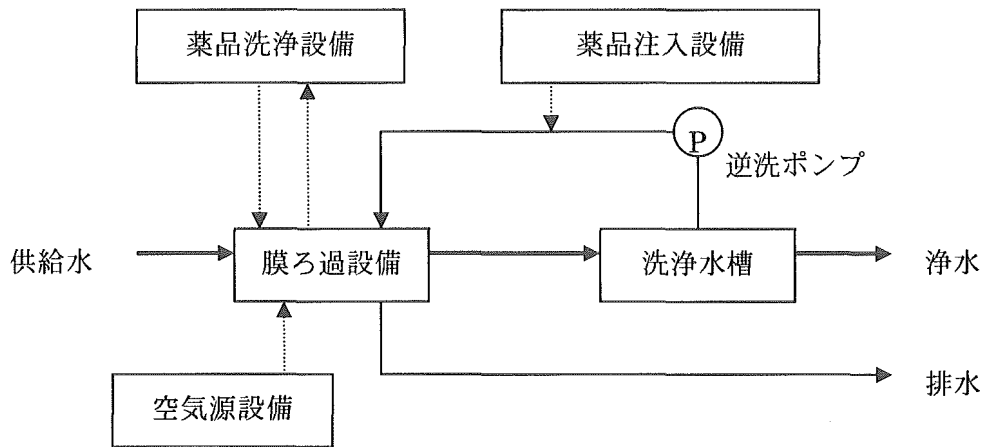 薬品洗浄設備
薬品注入設備
P
逆洗ポンプ
供給水
膜ろ過設備
洗浄水槽
浄水
空気源設備
排水